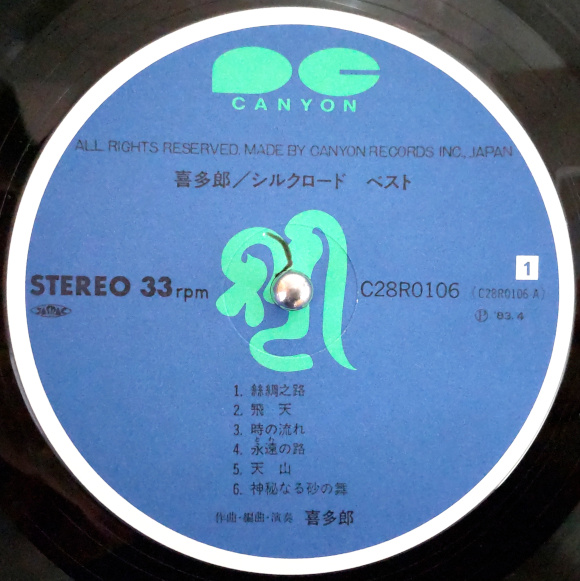 CANYON
ALL RIGHTS RESERVED. MADE BY CANYON RECORDS INC., JAPAN
喜多郎/シルクロード ベスト
1
STEREO 33rpm
C28R0106 (C28R0106 A)
JASRAC
Ⓟ '83.4
1. 絲綢之路
2. 飛 天
3. 時の流れ
4. 永遠の路
5. 天 山
6. 神秘なる砂の舞
作曲・編曲・演奏 喜多郎